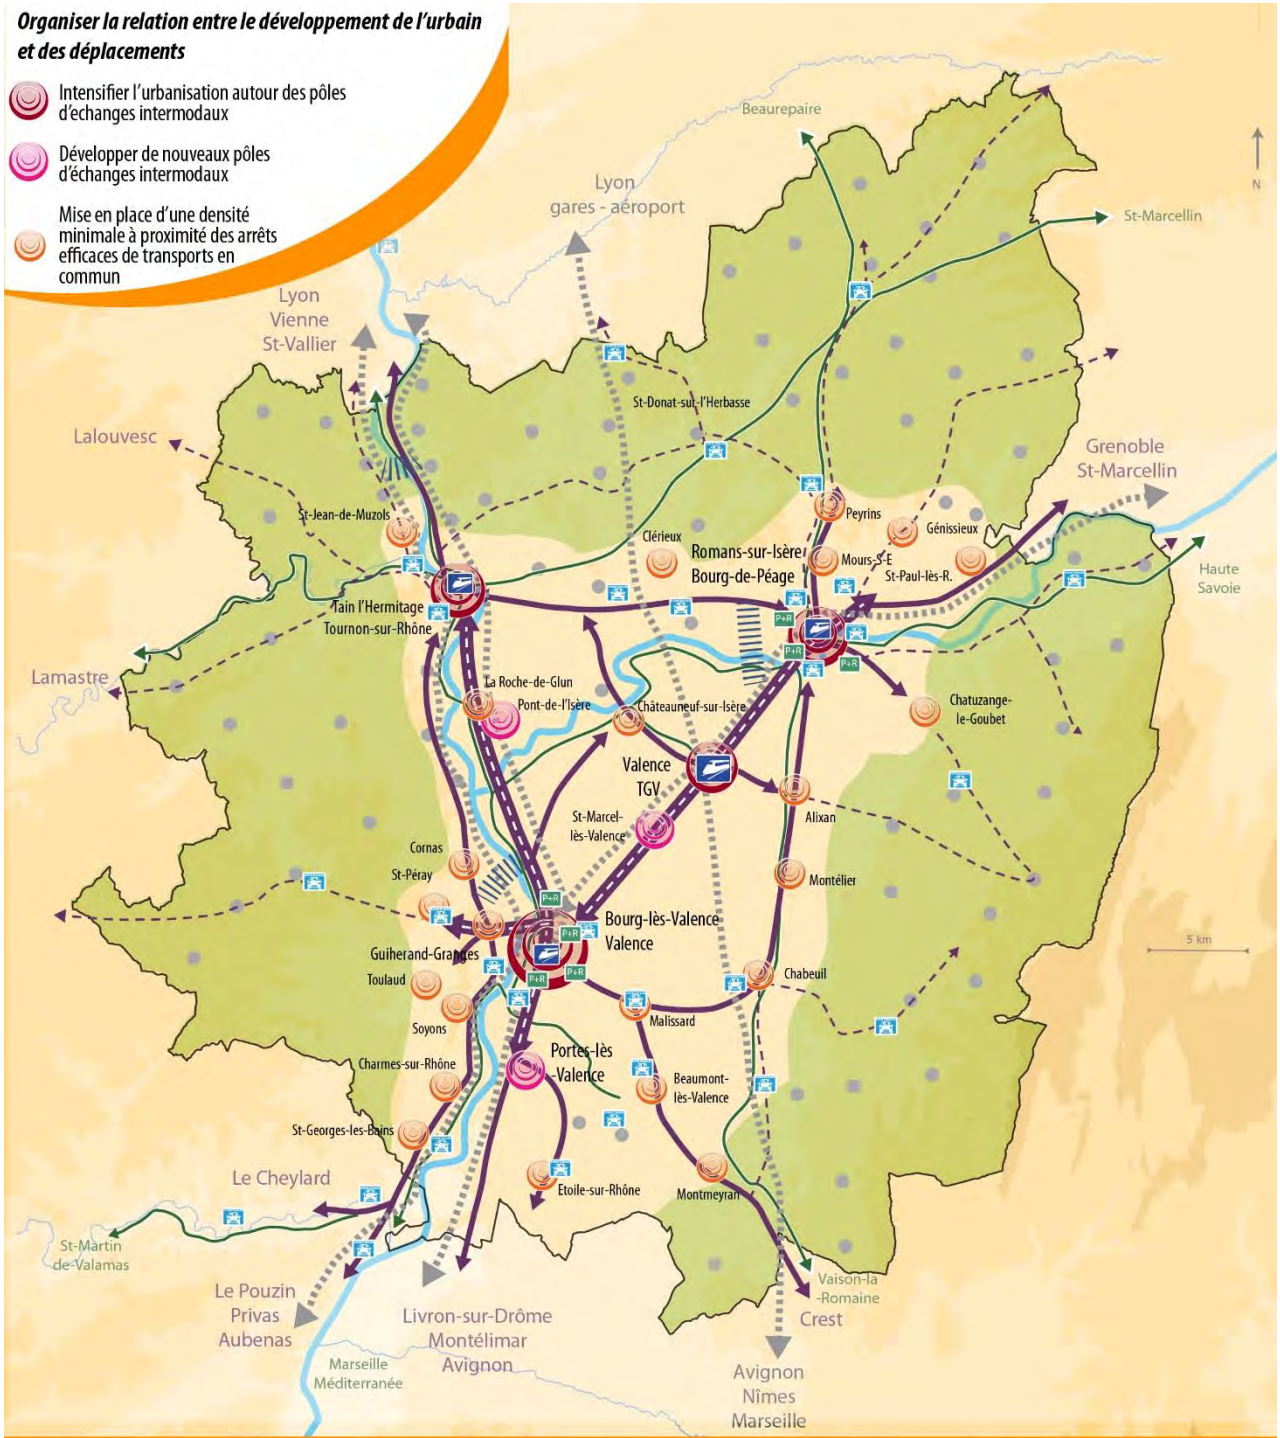 Organiser la relation entre le développement de l'urbain
et des déplacements
Intensifier l'urbanisation autour des pôles
d'echanges intermodaux
Développer de nouveaux pôles
d'échanges intermodaux
Mise en place d'une densité
minimale à proximité des arrêts
efficaces de transports en
commun
Beaurepaire
N
Lyon
gares - aéroport
St-Marcellin
Lyon
Vienne
St-Vallier
St-Donat-sur-l'Herbasse
Lalouvesc
Grenoble
St-Marcellin
St-Jean-de-Muzols
Peyrins
Génissieux
Clérieux
Romans-sur-Isère
Bourg-de-Péage
Mours-S-E
St-Paul-lès-R.
Haute
Savoie
Tain l'Hermitage
Tournon-sur-Rhône
P+R
P+R
P+R
Lamastre
La Roche-de-Glun
Pont-de-l'Isère
Châteauneuf-sur-Isère
Chatuzange-
le-Goubet
Valence
TGV
St-Marcel-
lès-Valence
Alixan
Cornas
St-Péray
Montélier
P+R
Bourg-lès-Valence
Valence
P+R
5 km
Guiherand-Granges
Toulaud
P+R
P+R
Chabeuil
Soyons
Malissard
Charmes-sur-Rhône
Portes-lès
-Valence
Beaumont-
lès-Valence
St-Georges-les-Bains
Le Cheylard
Etoile-sur-Rhône
Montmeyran
St-Martin
de-Valamas
Le Pouzin
Privas
Aubenas
Livron-sur-Drôme
Montélimar
Avignon
Vaison-la
-Romaine
Crest
Marseille
Méditerranée
Avignon
Nîmes
Marseille